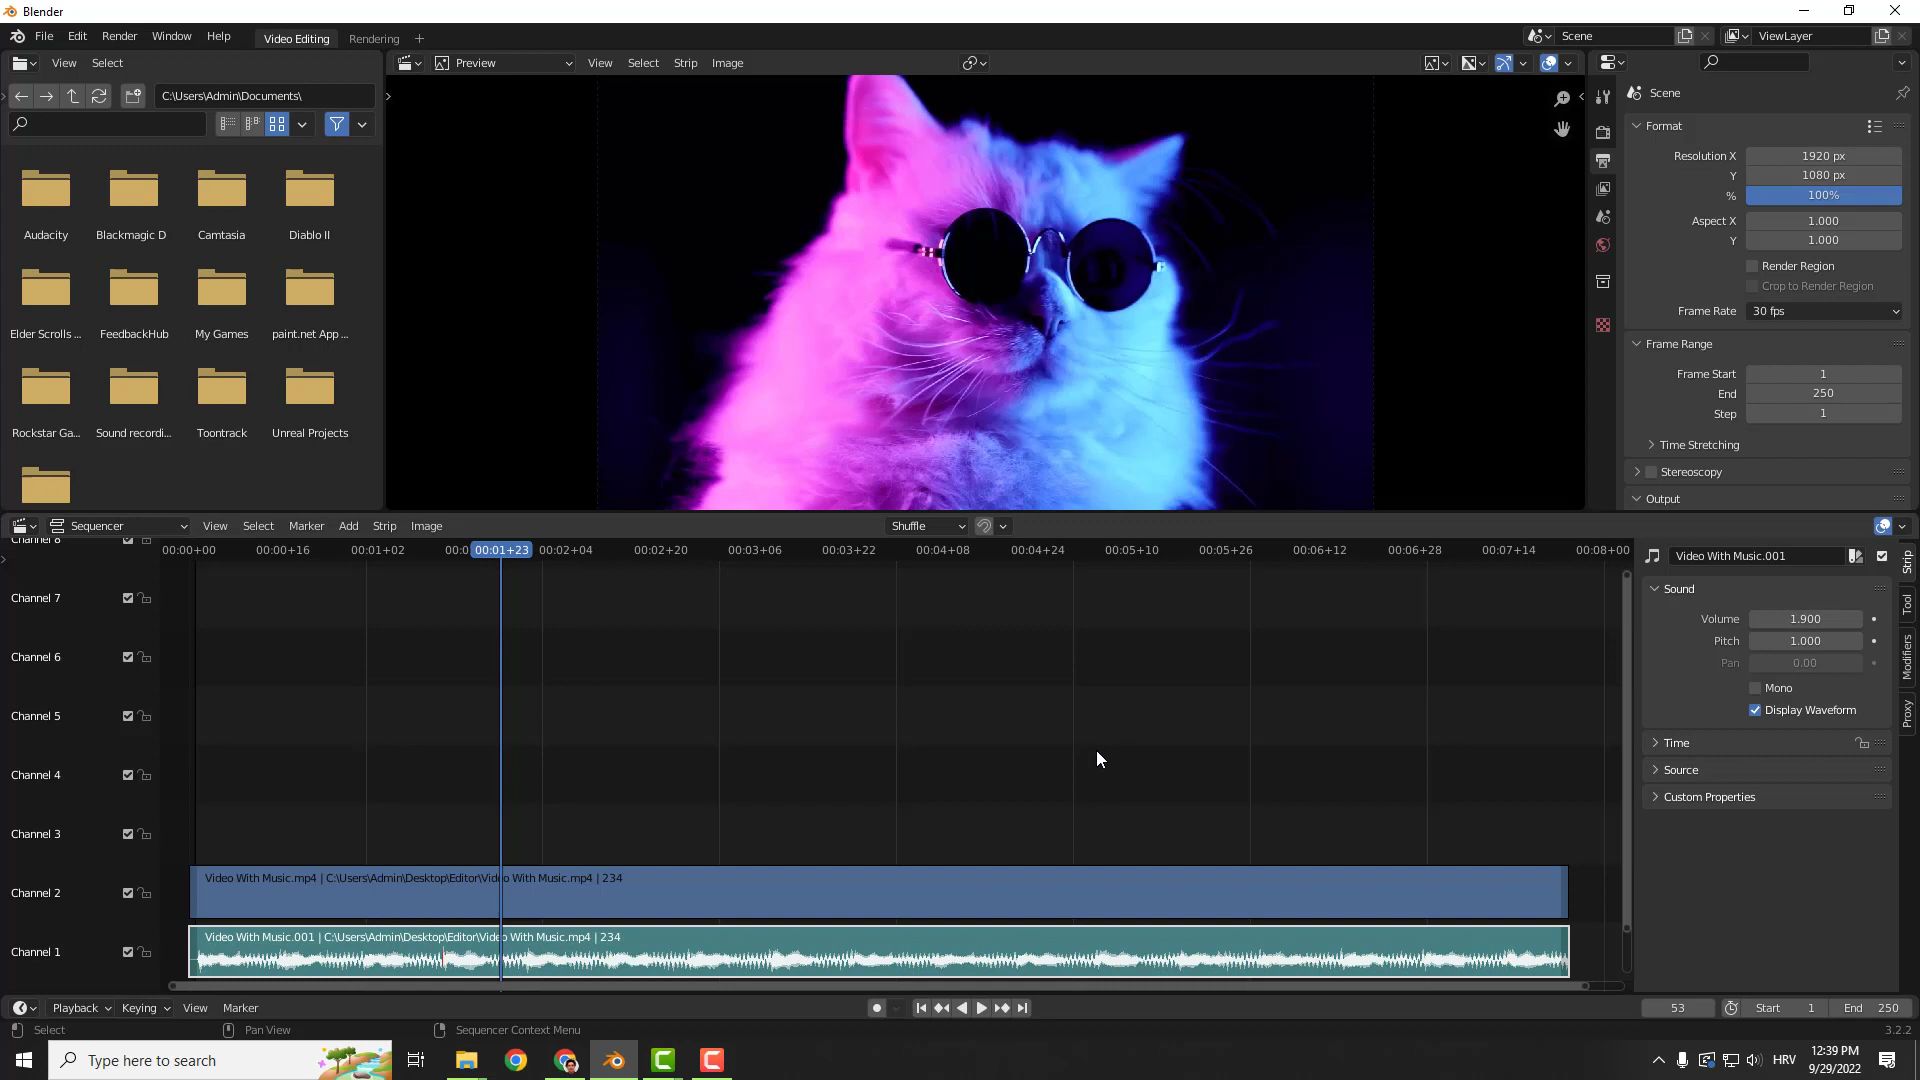 Blender
File Edit Render Window Help Video Editing Rendering + Scene ViewLayer
View Select Preview View Select Strip Image
C:\Users\Admin\Documents\
Audacity Blackmagic D Camtasia Diablo II
Elder Scrolls ... FeedbackHub My Games paint.net App ...
Rockstar Ga... Sound recordi... Toontrack Unreal Projects
Scene
Format
Resolution X 1920 px
Y 1080 px
% 100%
Aspect X 1.000
Y 1.000
Render Region
Crop to Render Region
Frame Rate 30 fps
Frame Range
Frame Start 1
End 250
Step 1
Time Stretching
Stereoscopy
Output
Sequencer View Select Marker Add Strip Image Shuffle
Channel 8
00:00+00 00:00+16 00:01+02 00:0 00:01+23 00:02+04 00:02+20 00:03+06 00:03+22 00:04+08 00:04+24 00:05+10 00:05+26 00:06+12 00:06+28 00:07+14 00:08+00
Channel 7
Channel 6
Channel 5
Channel 4
Channel 3
Channel 2
Video With Music.mp4 | C:\Users\Admin\Desktop\Editor\Video With Music.mp4 | 234
Channel 1
Video With Music.001 | C:\Users\Admin\Desktop\Editor\Video With Music.mp4 | 234
Video With Music.001
Sound
Volume 1.900
Pitch 1.000
Pan 0.00
Mono
Display Waveform
Time
Source
Custom Properties
Strip
Tool
Modifiers
Proxy
Playback Keying View Marker 53 Start 1 End 250
Select Pan View Sequencer Context Menu 3.2.2
Type here to search HRV 12:39 PM
9/29/2022